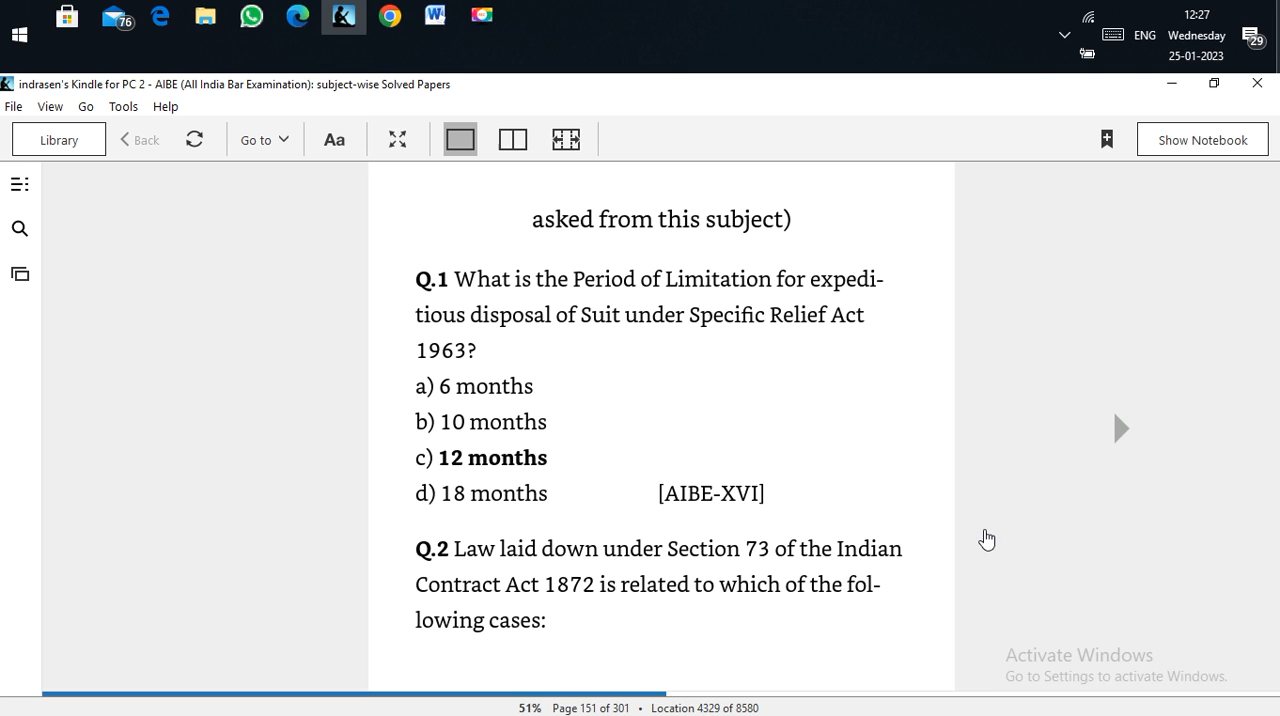 76
12:27
ENG Wednesday 29
25-01-2023
indrasen's Kindle for PC 2 - AIBE (All India Bar Examination): subject-wise Solved Papers
File View Go Tools Help
Library Back Go to Aa Show Notebook
asked from this subject)
Q.1 What is the Period of Limitation for expedi-
tious disposal of Suit under Specific Relief Act
1963?
a) 6 months
b) 10 months
c) 12 months
d) 18 months [AIBE-XVI]
Q.2 Law laid down under Section 73 of the Indian
Contract Act 1872 is related to which of the fol-
lowing cases:
Activate Windows
Go to Settings to activate Windows.
51% Page 151 of 301 • Location 4329 of 8580